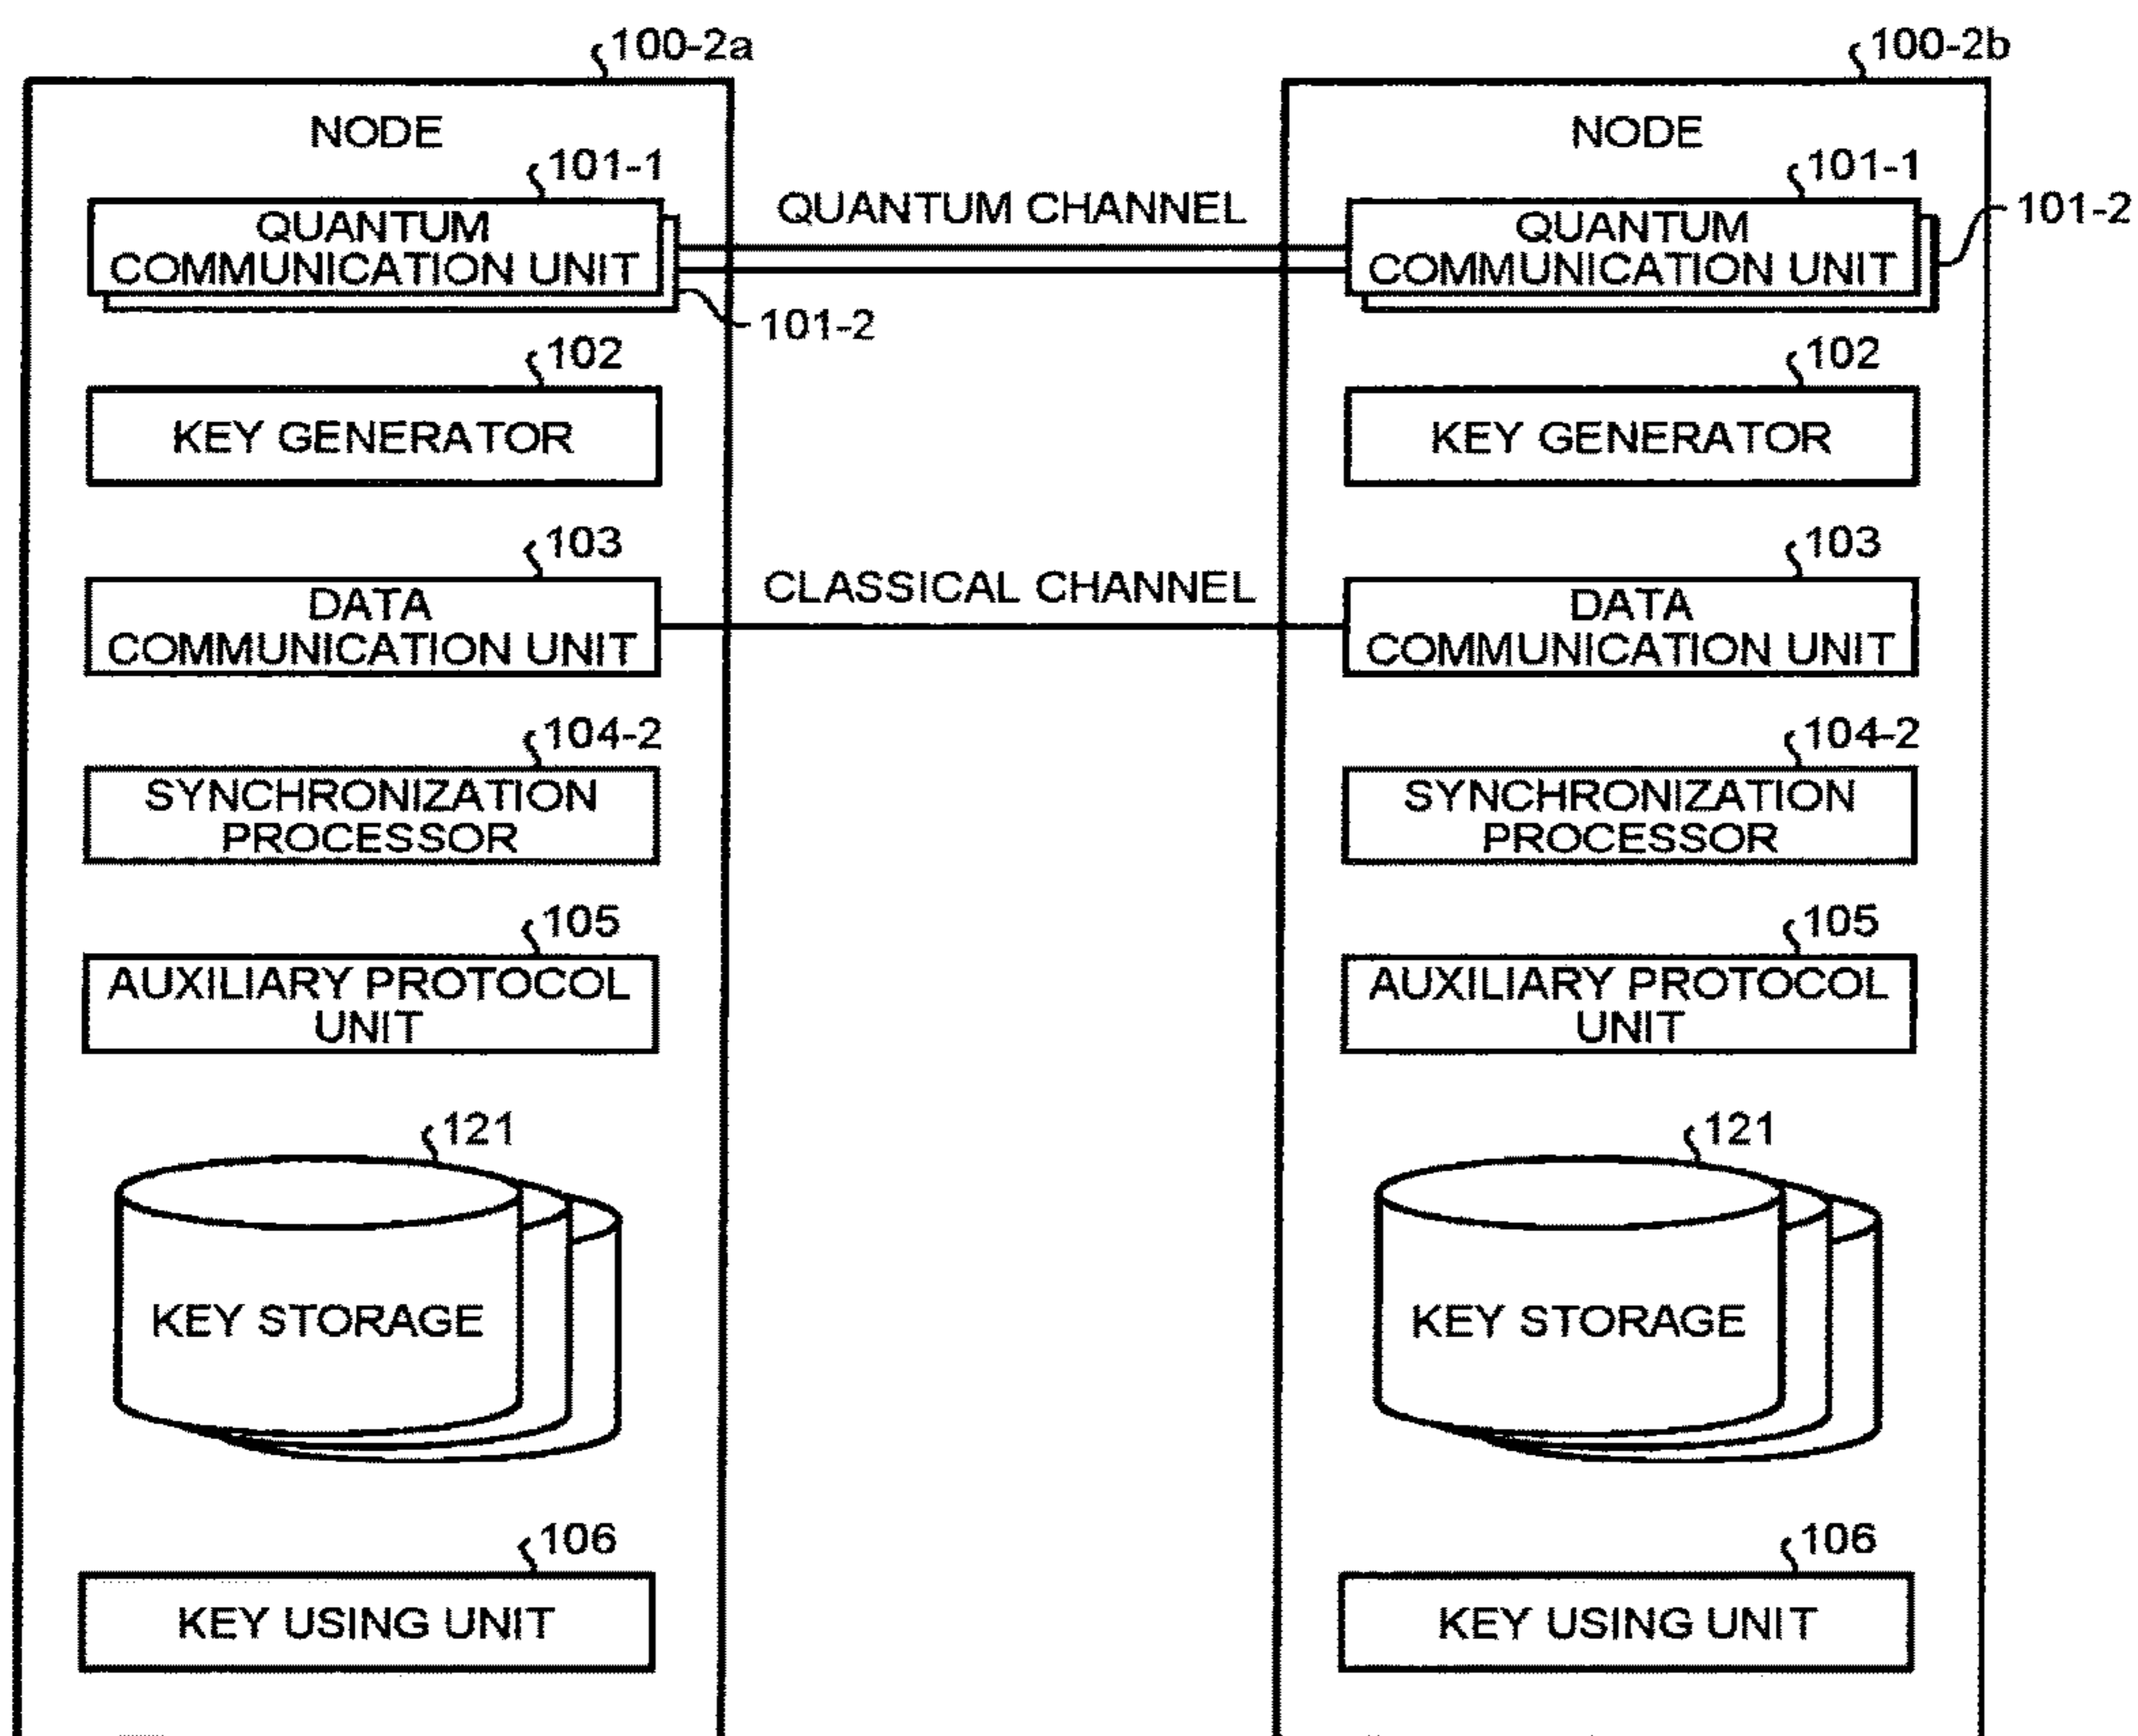 100-2a
NODE
101-1
QUANTUM
COMMUNICATION UNIT
101-2
102
KEY GENERATOR
103
DATA
COMMUNICATION UNIT
104-2
SYNCHRONIZATION
PROCESSOR
105
AUXILIARY PROTOCOL
UNIT
121
KEY STORAGE
106
KEY USING UNIT
QUANTUM CHANNEL
CLASSICAL CHANNEL
100-2b
NODE
101-1
QUANTUM
COMMUNICATION UNIT
101-2
102
KEY GENERATOR
103
DATA
COMMUNICATION UNIT
104-2
SYNCHRONIZATION
PROCESSOR
105
AUXILIARY PROTOCOL
UNIT
121
KEY STORAGE
106
KEY USING UNIT